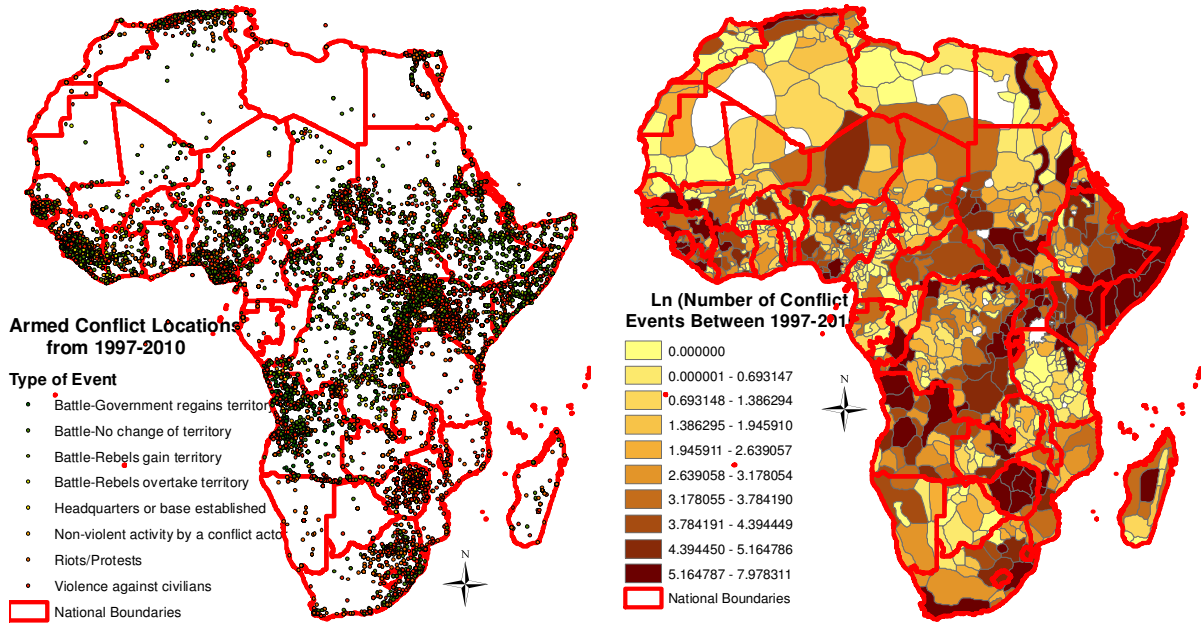 Armed Conflict Locations
from 1997-2010
Type of Event
Battle-Government regains territory
Battle-No change of territory
Battle-Rebels gain territory
Battle-Rebels overtake territory
Headquarters or base established
Non-violent activity by a conflict acto
Riots/Protests
Violence against civilians
National Boundaries
N
Ln (Number of Conflict
Events Between 1997-201
0.000000
0.000001 - 0.693147
0.693148 - 1.386294
1.386295 - 1.945910
1.945911 - 2.639057
2.639058 - 3.178054
3.178055 - 3.784190
3.784191 - 4.394449
4.394450 - 5.164786
5.164787 - 7.978311
National Boundaries
N